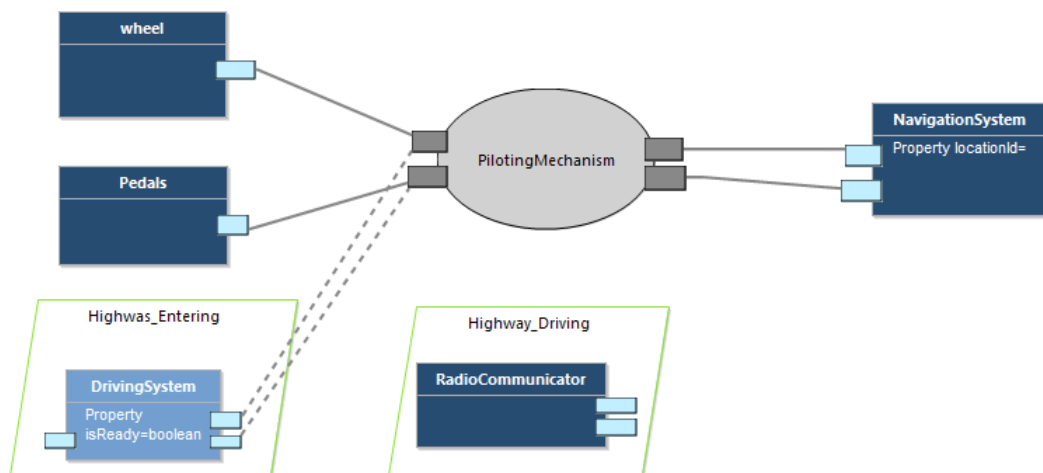 wheel
NavigationSystem
Property locationId=
PilotingMechanism
Pedals
Highwas_Entering
Highway_Driving
DrivingSystem
Property
isReady=boolean
RadioCommunicator